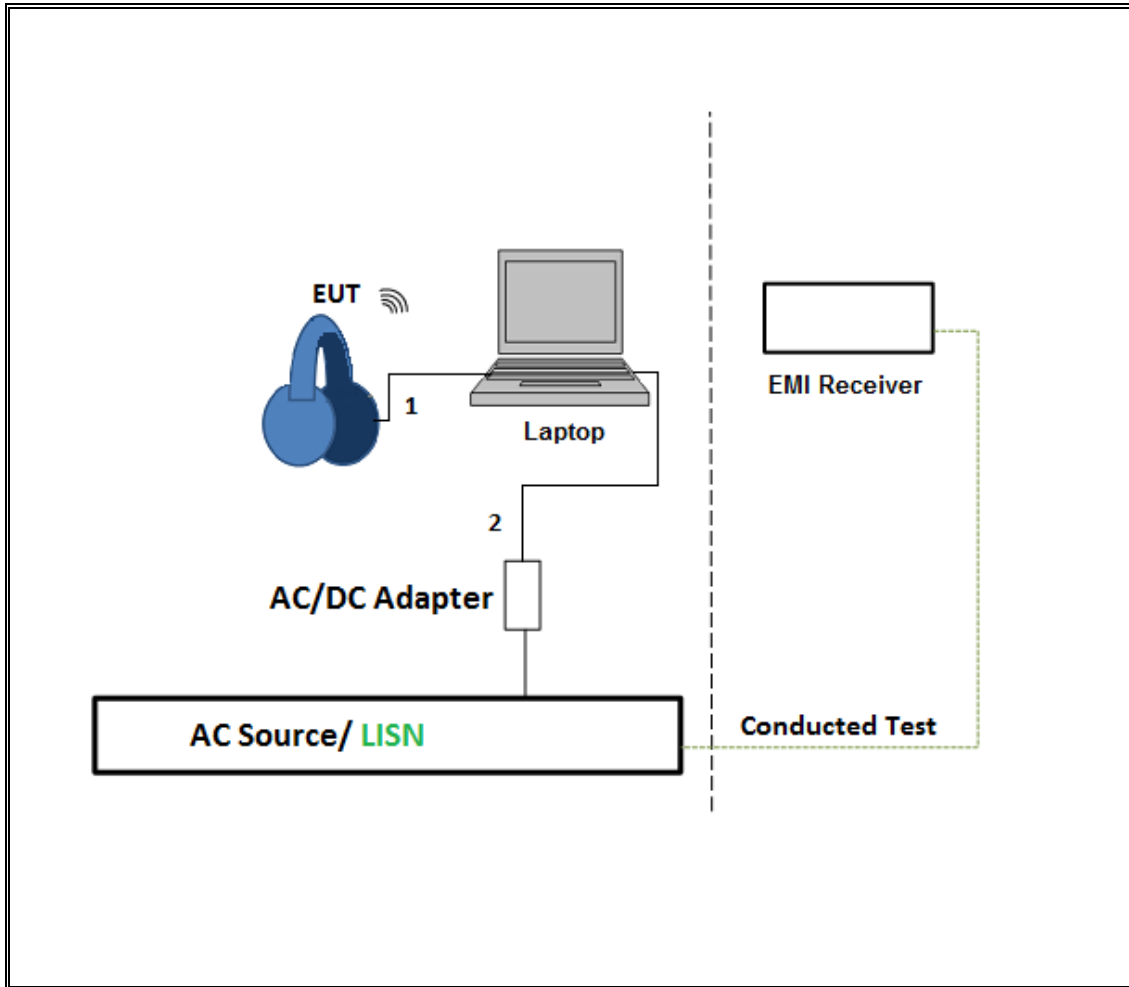 EUT
1
Laptop
EMI Receiver
2
AC/DC Adapter
AC Source/ LISN
Conducted Test